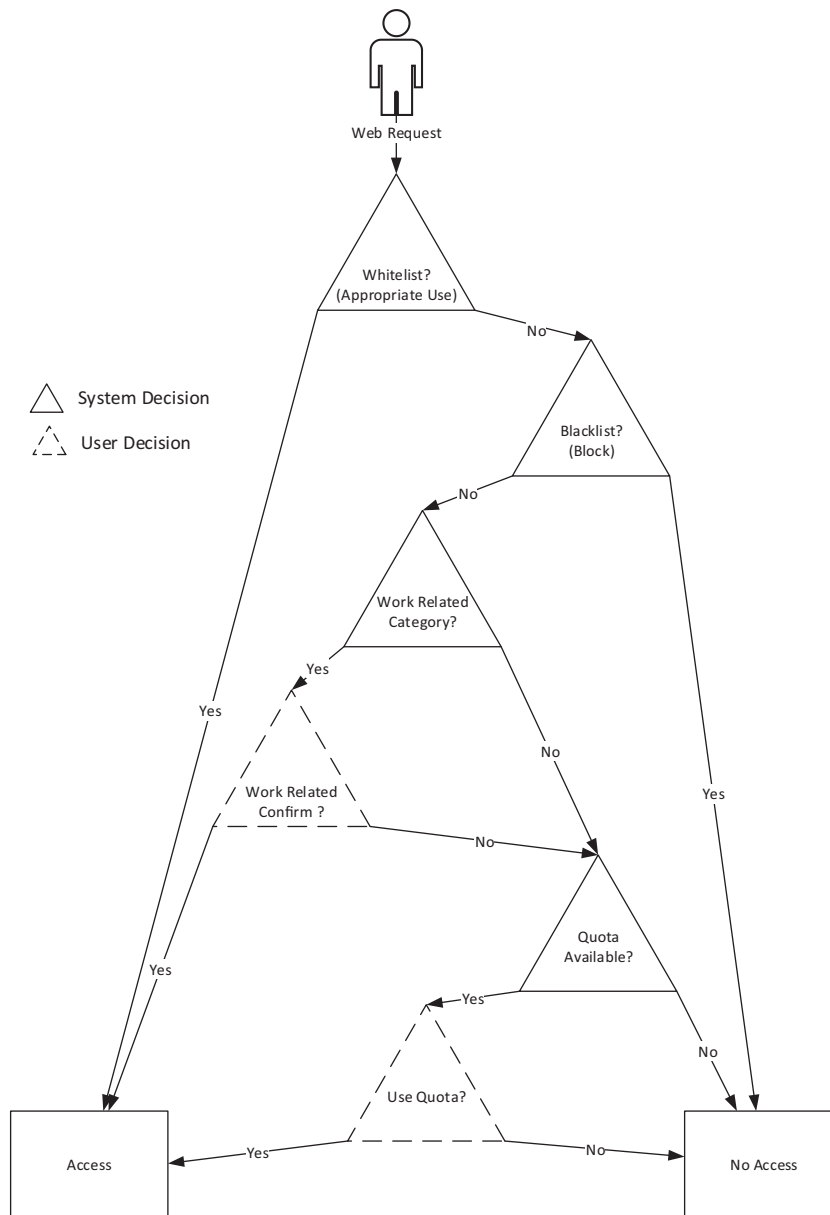 Web Request
Whitelist?
(Appropriate Use)
No
Blacklist?
(Block)
System Decision
User Decision
No
Work Related
Category?
Yes
Yes
No
Yes
Work Related
Confirm ?
No
Quota
Available?
Yes
Yes
No
Use Quota?
Yes
No
Access
No Access